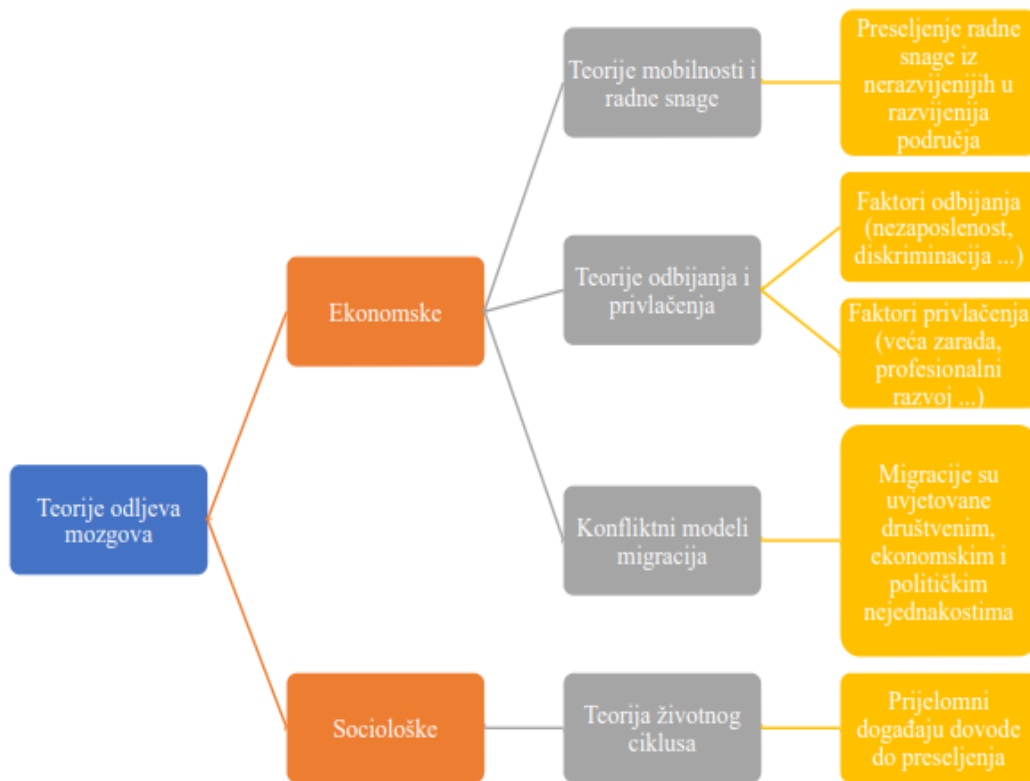 Teorije odljeva
mozgova
Ekonomske
Teorije mobilnosti i
radne snage
Preseljenje radne
snage iz
nerazvijenijih u
razvijenija
područja
Teorije odbijanja i
privlačenja
Faktori odbijanja
(nezaposlenost,
diskriminacija ...)
Faktori privlačenja
(veća zarada,
profesionalni
razvoj ...)
Konfliktni modeli
migracija
Migracije su
uvjetovane
društvenim,
ekonomskim i
političkim
nejednakostima
Sociološke
Teorija životnog
ciklusa
Prijelomni
događaju dovode
do preseljenja